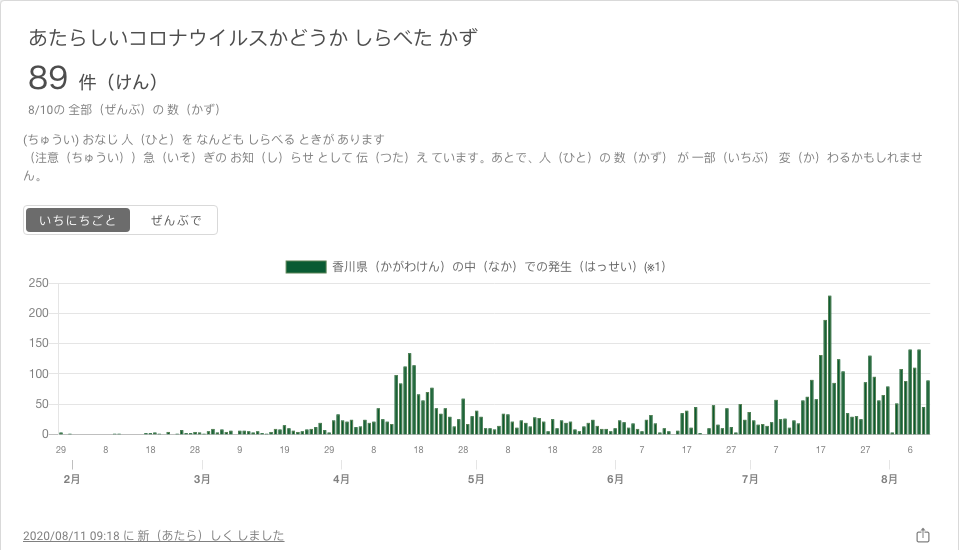 あたらしいコロナウイルスかどうか しらべた かず
89 件（けん）
8/10の 全部（ぜんぶ）の 数（かず）
(ちゅうい) おなじ 人（ひと）を なんども しらべる ときが あります
（注意（ちゅうい））急（いそ）ぎの お知（し）らせ として 伝（つた）え ています。あとで、人（ひと）の 数（かず） が 一部（いちぶ） 変（か）わるかもしれませ
ん。
いちにちごと ぜんぶで
香川県（かがわけん）の中（なか）での発生（はっせい）(※1)
250
200
150
100
50
0
29 8 18 28 9 19 29 8 18 28 8 18 28 7 17 27 7 17 27 6
2月 3月 4月 5月 6月 7月 8月
2020/08/11 09:18 に 新（あたら）しく しました